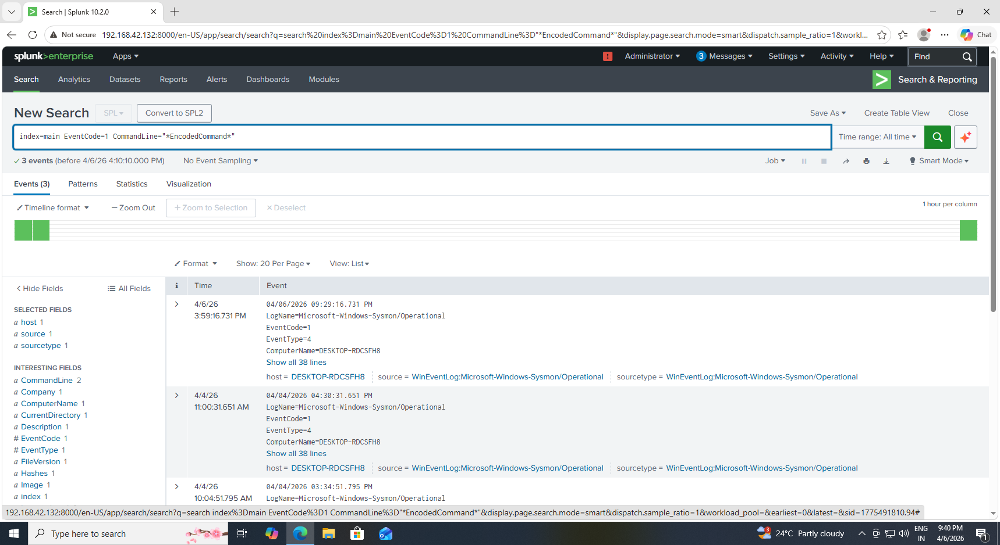 Search | Splunk 10.2.0
Not secure 192.168.42.132:8000/en-US/app/search/search?q=search%20index%3Dmain%20EventCode%3D1%20CommandLine%3D"*EncodedCommand*"&display.page.search.mode=smart&dispatch.sample_ratio=1&workl... Chat
splunk>enterprise Apps ! Administrator 3 Messages Settings Activity Help Find
Search Analytics Datasets Reports Alerts Dashboards Modules > Search & Reporting
New Search SPL Convert to SPL2 Save As Create Table View Close
index=main EventCode=1 CommandLine="*EncodedCommand*" Time range: All time
3 events (before 4/6/26 4:10:10.000 PM) No Event Sampling Job Smart Mode
Events (3) Patterns Statistics Visualization
Timeline format — Zoom Out + Zoom to Selection × Deselect 1 hour per column
Format Show: 20 Per Page View: List
< Hide Fields All Fields i Time Event
SELECTED FIELDS
a host 1
a source 1
a sourcetype 1
INTERESTING FIELDS
a CommandLine 2
a Company 1
a ComputerName 1
a CurrentDirectory 1
a Description 1
# EventCode 1
# EventType 1
a FileVersion 1
a Hashes 1
a Image 1
a index 1
4/6/26
3:59:16.731 PM
04/06/2026 09:29:16.731 PM
LogName=Microsoft-Windows-Sysmon/Operational
EventCode=1
EventType=4
ComputerName=DESKTOP-RDCSFH8
Show all 38 lines
host = DESKTOP-RDCSFH8 source = WinEventLog:Microsoft-Windows-Sysmon/Operational sourcetype = WinEventLog:Microsoft-Windows-Sysmon/Operational
4/4/26
11:00:31.651 AM
04/04/2026 04:30:31.651 PM
LogName=Microsoft-Windows-Sysmon/Operational
EventCode=1
EventType=4
ComputerName=DESKTOP-RDCSFH8
Show all 38 lines
host = DESKTOP-RDCSFH8 source = WinEventLog:Microsoft-Windows-Sysmon/Operational sourcetype = WinEventLog:Microsoft-Windows-Sysmon/Operational
4/4/26
10:04:51.795 AM
04/04/2026 03:34:51.795 PM
LogName=Microsoft-Windows-Sysmon/Operational
192.168.42.132:8000/en-US/app/search/search?q=search index%3Dmain EventCode%3D1 CommandLine%3D"*EncodedCommand*"&display.page.search.mode=smart&dispatch.sample_ratio=1&workload_pool=&earliest=0&latest=&sid=1775491810.94#
Type here to search 3 24°C Partly cloudy ENG IN 9:40 PM 4/6/2026 1